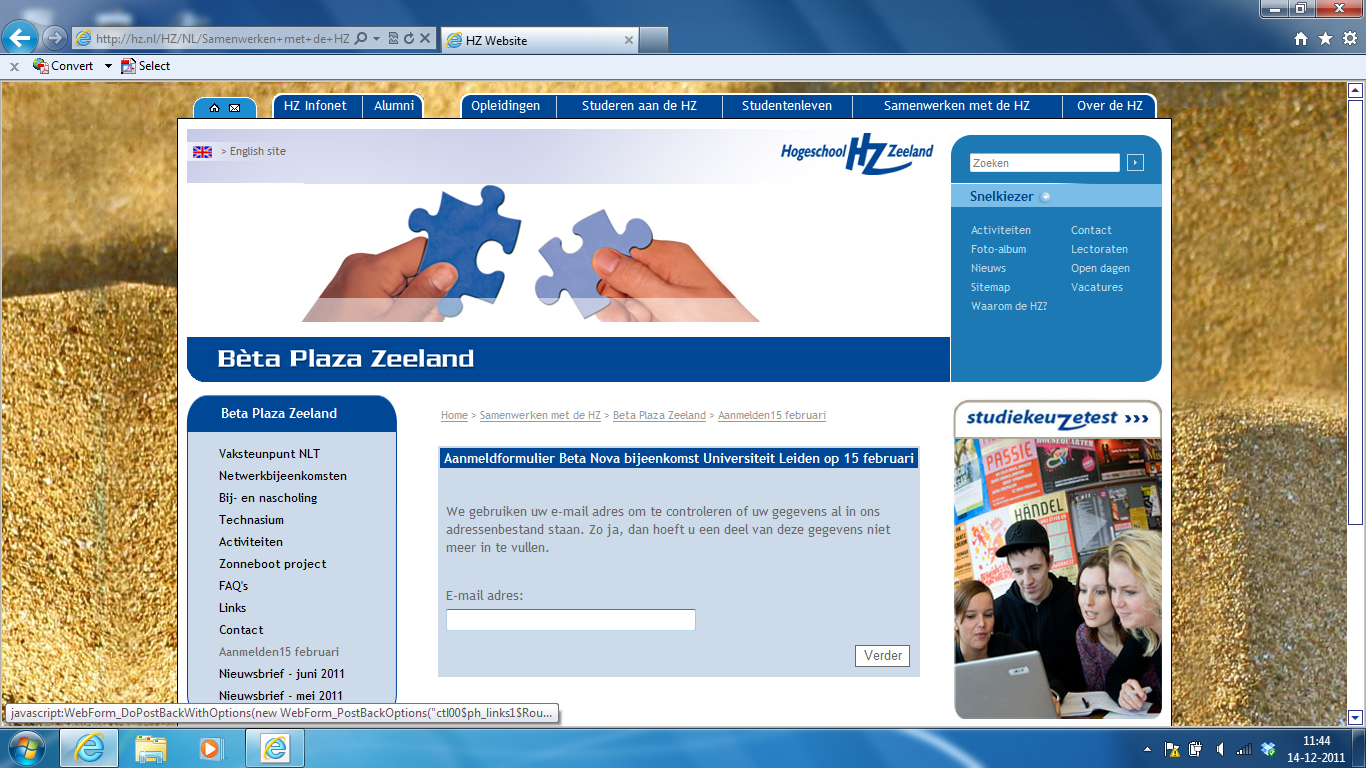 http://hz.nl/HZ/NL/Samenwerken+met+de+HZ
HZ Website
x Convert Select
HZ Infonet Alumni Opleidingen Studeren aan de HZ Studentenleven Samenwerken met de HZ Over de HZ
> English site
Hogeschool HZ Zeeland
Zoeken
Snelkiezer
Activiteiten Contact
Foto-album Lectoraten
Nieuws Open dagen
Sitemap Vacatures
Waarom de HZ?
Bèta Plaza Zeeland
Beta Plaza Zeeland
Vaksteunpunt NLT
Netwerkbijeenkomsten
Bij- en nascholing
Technasium
Activiteiten
Zonneboot project
FAQ's
Links
Contact
Aanmelden15 februari
Nieuwsbrief - juni 2011
Nieuwsbrief - mei 2011
Home > Samenwerken met de HZ > Beta Plaza Zeeland > Aanmelden15 februari
Aanmeldformulier Beta Nova bijeenkomst Universiteit Leiden op 15 februari
We gebruiken uw e-mail adres om te controleren of uw gegevens al in ons
adressenbestand staan. Zo ja, dan hoeft u een deel van deze gegevens niet
meer in te vullen.
E-mail adres:
Verder
studiekeuZetest >>>
PASSIE
HOUSEQUARTER
HÄNDEL
javascript:WebForm_DoPostBackWithOptions(new WebForm_PostBackOptions("ctl00$ph_links1$Rou...
11:44
14-12-2011